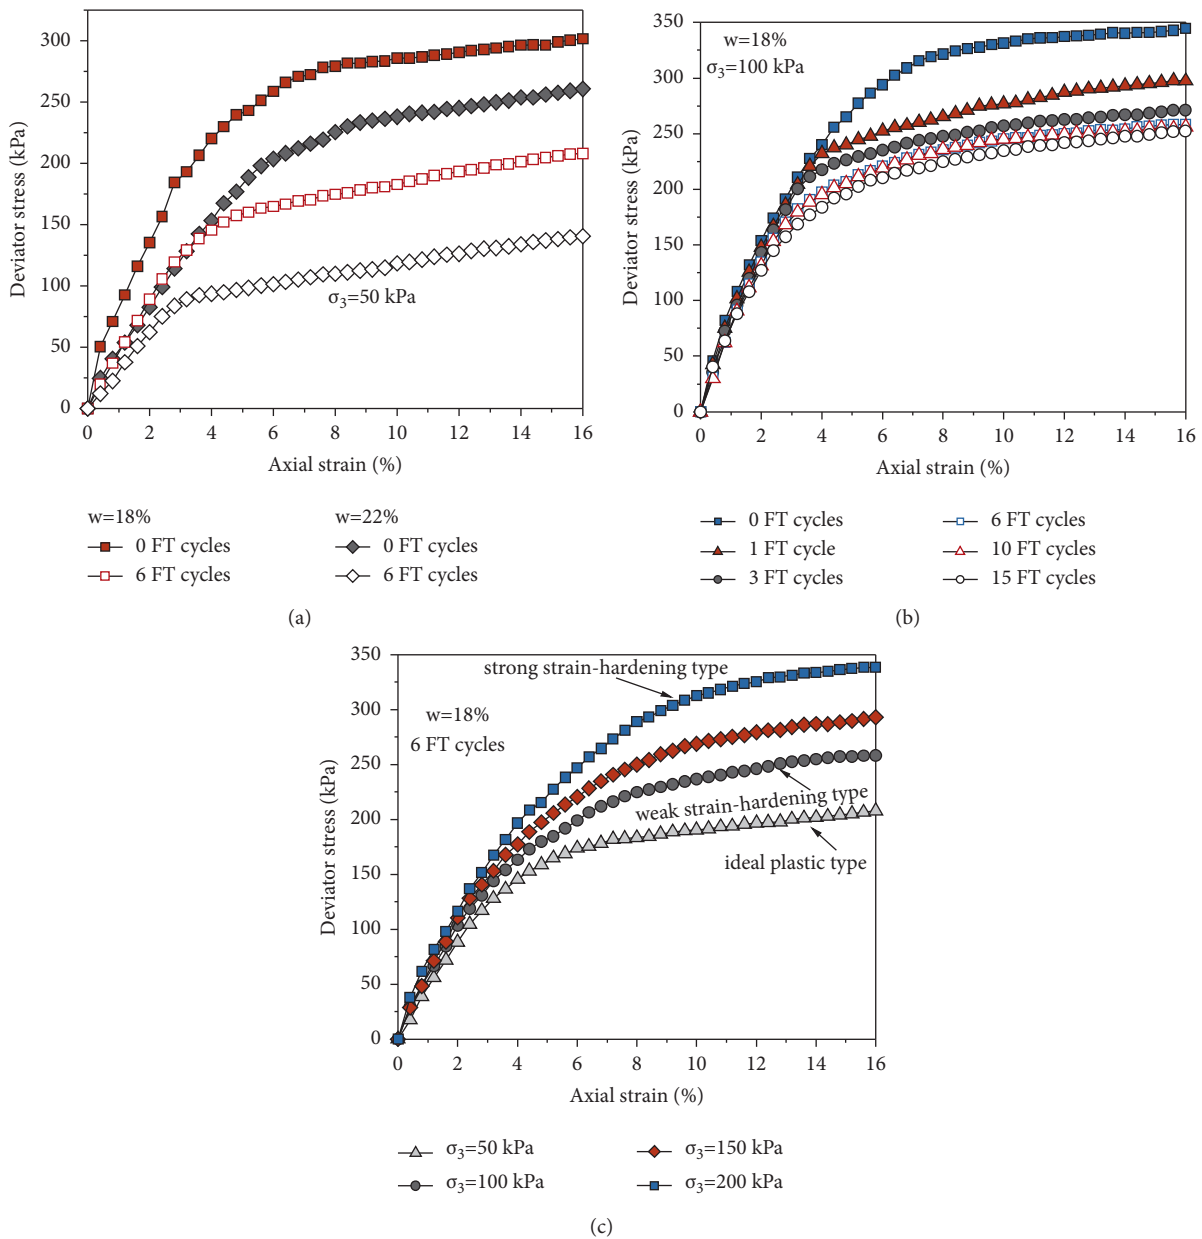 300
250
200
150
100
50
0
Deviator stress (kPa)
σ3=50 kPa
0 2 4 6 8 10 12 14 16
Axial strain (%)
w=18%
0 FT cycles
6 FT cycles
w=22%
0 FT cycles
6 FT cycles
(a)
350
300
250
200
150
100
50
0
Deviator stress (kPa)
w=18%
σ3=100 kPa
0 2 4 6 8 10 12 14 16
Axial strain (%)
0 FT cycles
1 FT cycle
3 FT cycles
6 FT cycles
10 FT cycles
15 FT cycles
(b)
350
300
250
200
150
100
50
0
Deviator stress (kPa)
strong strain-hardening type
w=18%
6 FT cycles
weak strain-hardening type
ideal plastic type
0 2 4 6 8 10 12 14 16
Axial strain (%)
σ3=50 kPa
σ3=100 kPa
σ3=150 kPa
σ3=200 kPa
(c)